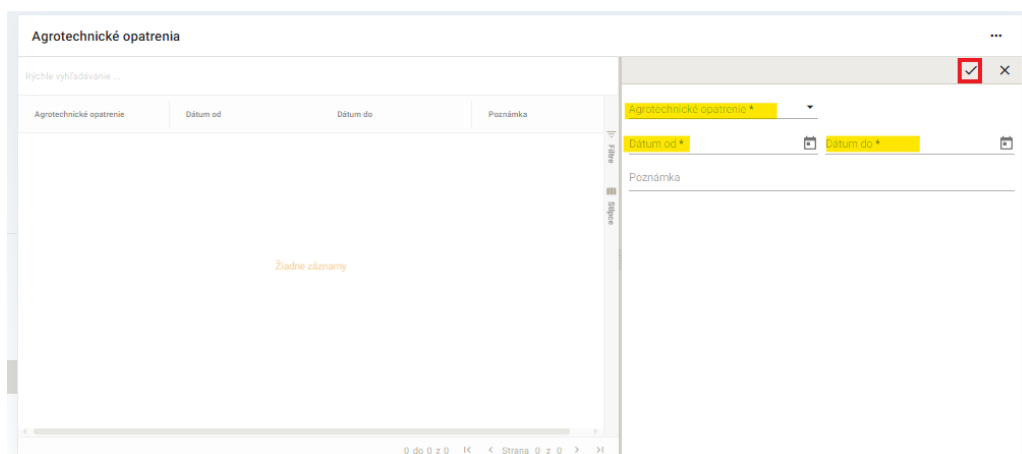 Agrotechnické opatrenia
Rýchle vyhľadávanie ...
Agrotechnické opatrenie Dátum od Dátum do Poznámka
Filtre
Stĺpce
Žiadne záznamy
0 do 0 z 0 Strana 0 z 0
Agrotechnické opatrenie *
Dátum od * Dátum do *
Poznámka